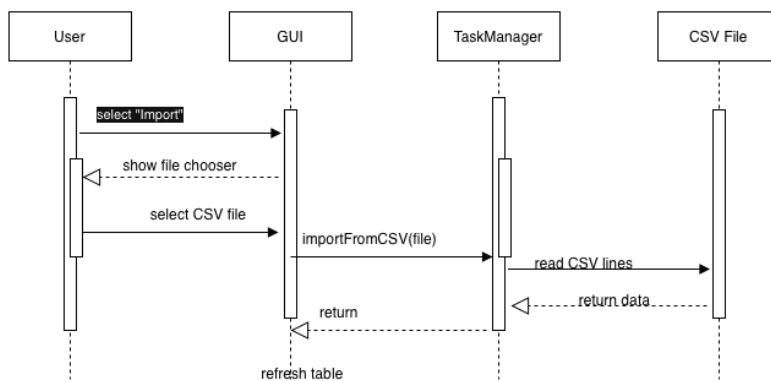 User
GUI
TaskManager
CSV File
select "Import"
show file chooser
select CSV file
importFromCSV(file)
read CSV lines
return data
return
refresh table